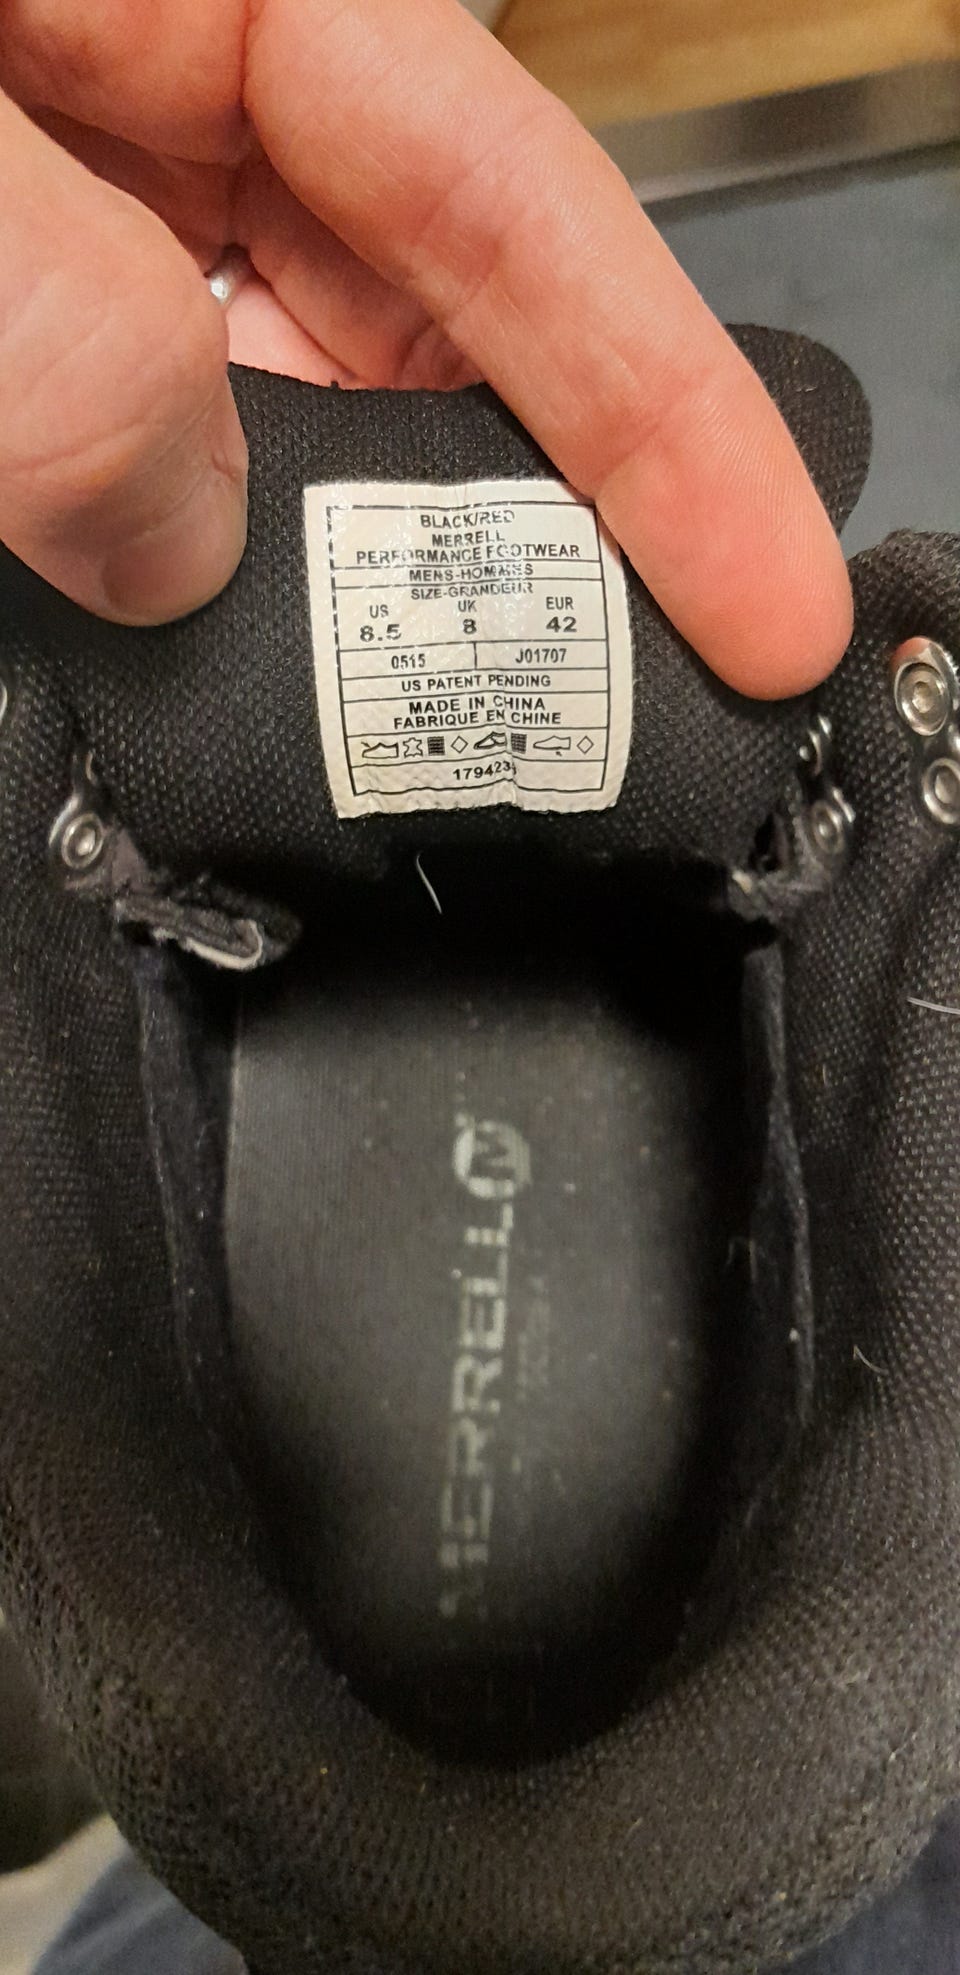 BLACK/RED
MERRELL
PERFORMANCE FOOTWEAR
MENS-HOMMES
SIZE-GRANDEUR
US UK EUR
8.5 8 42
0515 J01707
US PATENT PENDING
MADE IN CHINA
FABRIQUE EN CHINE
MERRELL